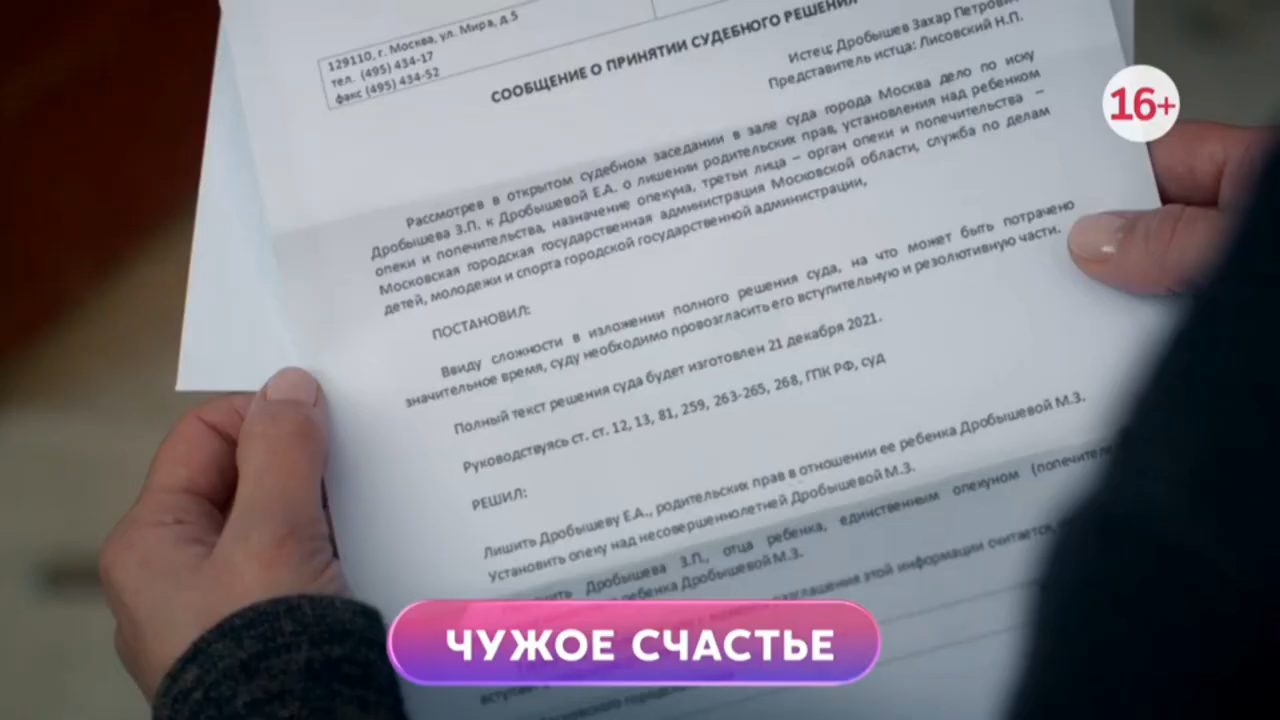 129110, г. Москва, ул. Мира, д.5
тел. (495) 434-17
факс (495) 434-52
СООБЩЕНИЕ О ПРИНЯТИИ СУДЕБНОГО РЕШЕНИЯ
Истец: Дробышев Захар Петрович
Представитель истца: Лисовский Н.П.
16+
Рассмотрев в открытом судебном заседании в зале суда города Москва дело по иску
Дробышева З.П. к Дробышевой Е.А. о лишении родительских прав, установления над ребенком
опеки и попечительства, назначение опекуна, третьи лица – орган опеки и попечительства –
Московская городская государственная администрация Московской области, служба по делам
детей, молодежи и спорта городской государственной администрации,
ПОСТАНОВИЛ:
Ввиду сложности в изложении полного решения суда, на что может быть потрачено
значительное время, суду необходимо провозгласить его вступительную и резолютивную части.
Полный текст решения суда будет изготовлен 21 декабря 2021.
Руководствуясь ст. ст. 12, 13, 81, 259, 263-265, 268, ГПК РФ, суд
РЕШИЛ:
Лишить Дробышеву Е.А., родительских прав в отношении ее ребенка Дробышевой М.З.
Установить опеку над несовершеннолетней Дробышевой М.З.
Дробышева З.П., отца ребенка, единственным опекуном
ребенка Дробышевой М.З.
разглашения этой информации считается,
ЧУЖОЕ СЧАСТЬЕ